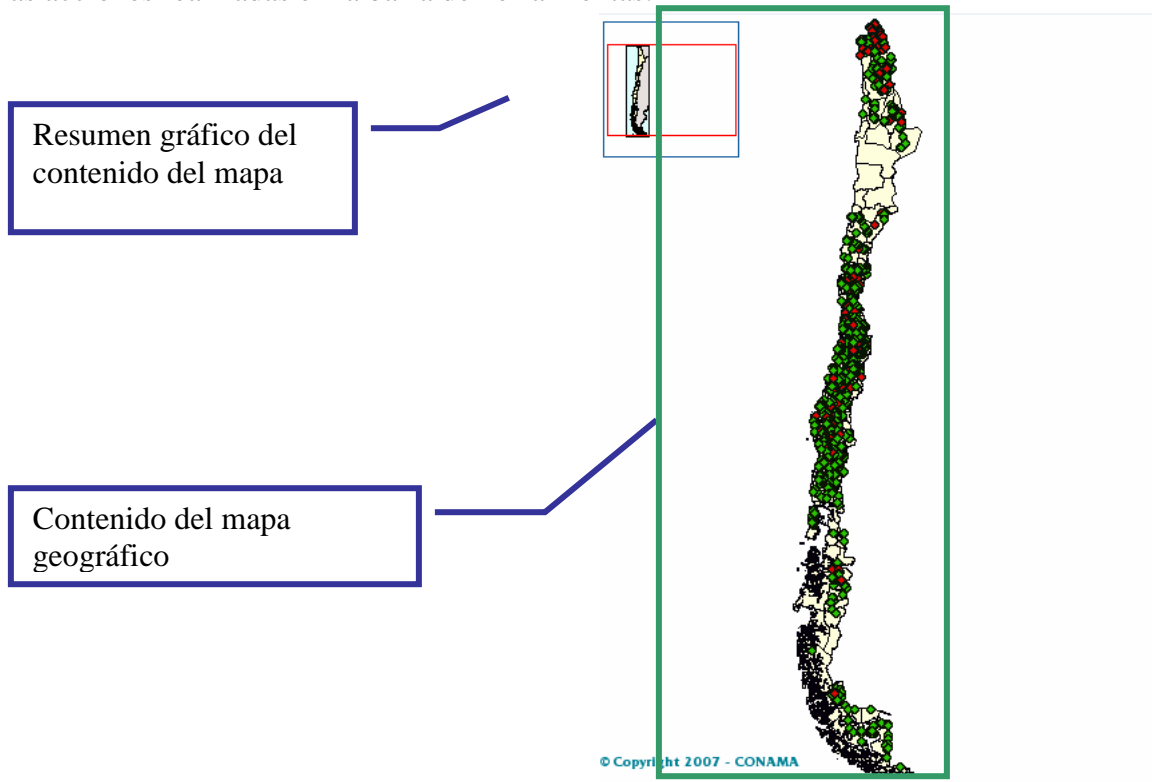 Resumen gráfico del
contenido del mapa
Contenido del mapa
geográfico
© Copyright 2007 - CONAMA